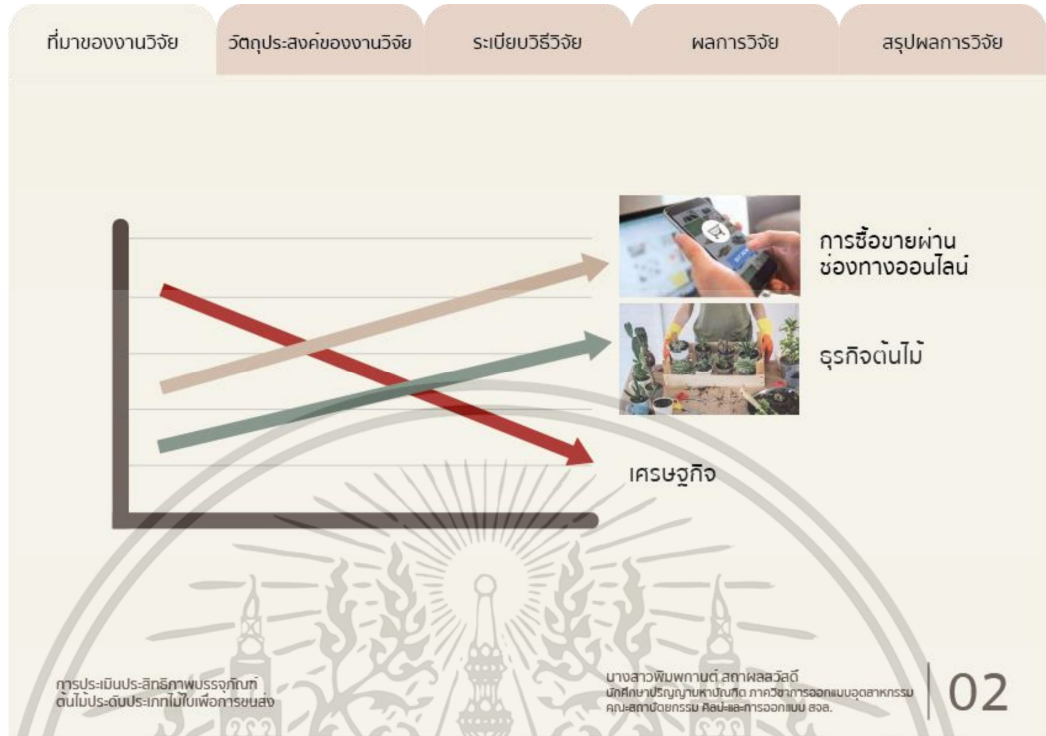 ที่มาของงานวิจัย
วัตถุประสงค์ของงานวิจัย
ระเบียบวิธีวิจัย
ผลการวิจัย
สรุปผลการวิจัย
การซื้อขายผ่าน
ช่องทางออนไลน์
ธุรกิจต้นไม้
เศรษฐกิจ
การประเมินประสิทธิภาพบรรจุภัณฑ์
ต้นไม้ประดับประเภทไม้ใบเพื่อการขนส่ง
นางสาวพิมพกานต์ สถาผลสวัสดิ์
นักศึกษาปริญญามหาบัณฑิต ภาควิชาการออกแบบอุตสาหกรรม
คณะสถาปัตยกรรม ศิลปะและการออกแบบ สจล.
02